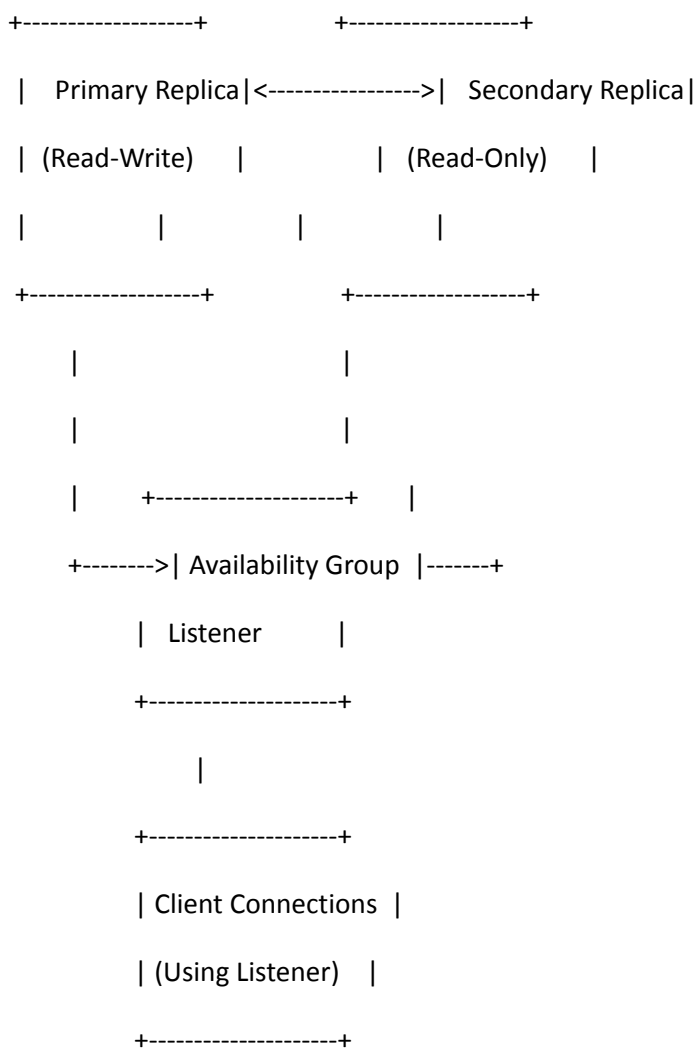 +-------------------+ +-------------------+
| Primary Replica|<----------------->| Secondary Replica|
| (Read-Write) | | (Read-Only) |
| | | |
+-------------------+ +-------------------+
| |
| |
| +---------------------+ |
+-------->| Availability Group |-------+
| Listener |
+---------------------+
|
+---------------------+
| Client Connections |
| (Using Listener) |
+---------------------+